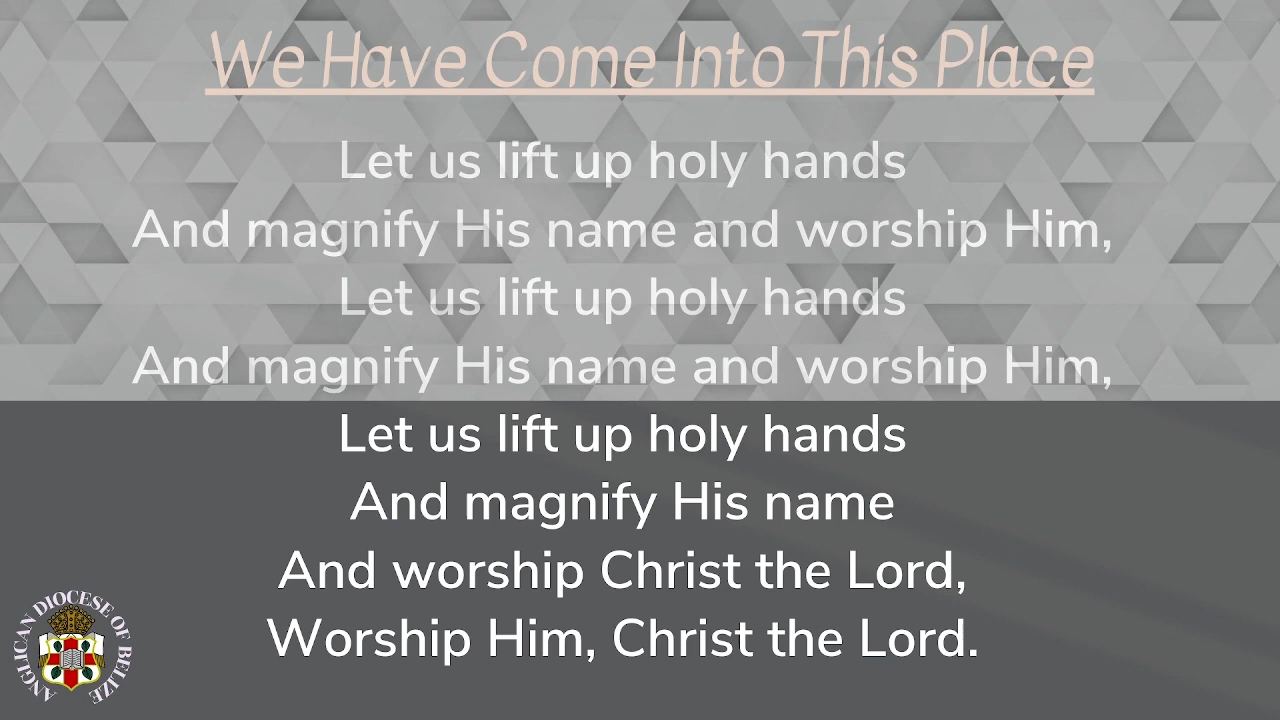 We Have Come Into This Place
Let us lift up holy hands
And magnify His name and worship Him,
Let us lift up holy hands
And magnify His name and worship Him,
Let us lift up holy hands
And magnify His name
And worship Christ the Lord,
Worship Him, Christ the Lord.
ANGLICAN DIOCESE OF BELIZE